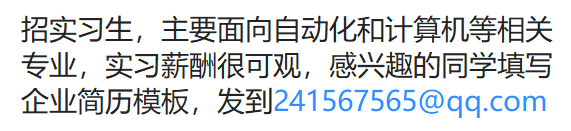 招实习生，主要面向自动化和计算机等相关
专业，实习薪酬很可观，感兴趣的同学填写
企业简历模板，发到241567565@qq.com